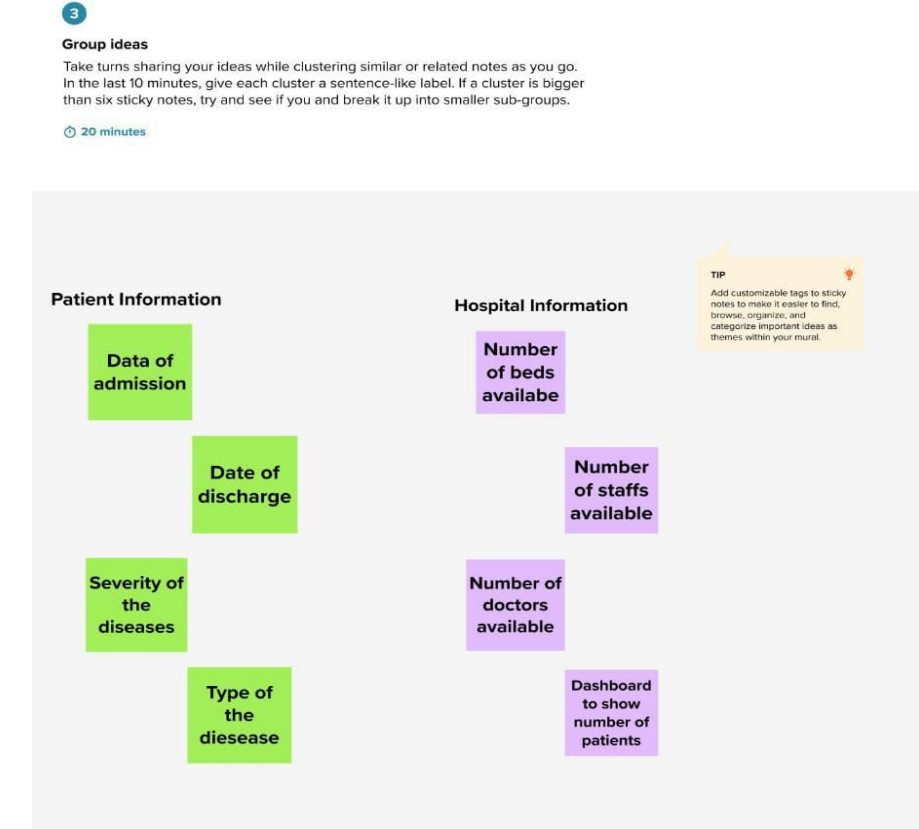 3
Group ideas
Take turns sharing your ideas while clustering similar or related notes as you go.
In the last 10 minutes, give each cluster a sentence-like label. If a cluster is bigger
than six sticky notes, try and see if you and break it up into smaller sub-groups.
20 minutes
TIP
Add customizable tags to sticky
notes to make it easier to find,
browse, organize, and
categorize important ideas as
themes within your mural.
Patient Information
Data of
admission
Date of
discharge
Severity of
the
diseases
Type of
the
diesease
Hospital Information
Number
of beds
availabe
Number
of staffs
available
Number of
doctors
available
Dashboard
to show
number of
patients